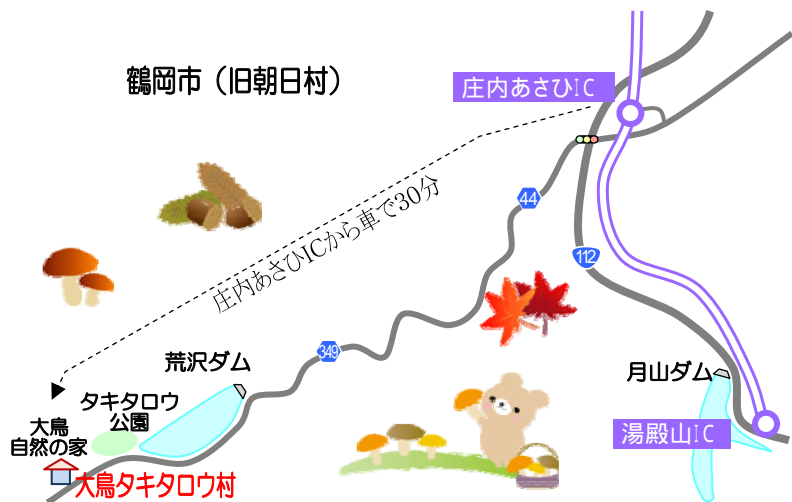 鶴岡市（旧朝日村）
庄内あさひIC
44
庄内あさひICから車で30分
112
349
荒沢ダム
月山ダム
タキタロウ
公園
大鳥
自然の家
湯殿山IC
大鳥タキタロウ村